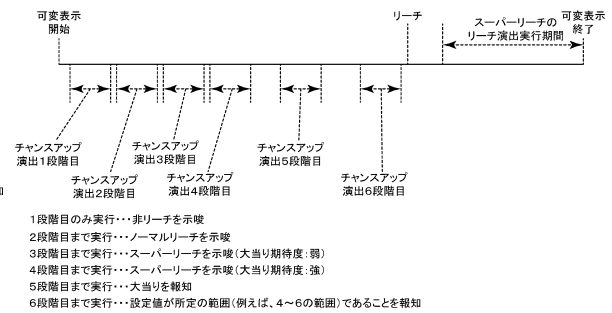 可変表示
開始
リーチ
スーパーリーチの
リーチ演出実行期間
可変表示
終了
チャンスアップ
演出1段階目
チャンスアップ
演出2段階目
チャンスアップ
演出3段階目
チャンスアップ
演出4段階目
チャンスアップ
演出5段階目
チャンスアップ
演出6段階目
1段階目のみ実行・・・非リーチを示唆
2段階目まで実行・・・ノーマルリーチを示唆
3段階目まで実行・・・スーパーリーチを示唆(大当り期待度:弱)
4段階目まで実行・・・スーパーリーチを示唆(大当り期待度:強)
5段階目まで実行・・・大当りを報知
6段階目まで実行・・・設定値が所定の範囲(例えば、4～6の範囲)であることを報知